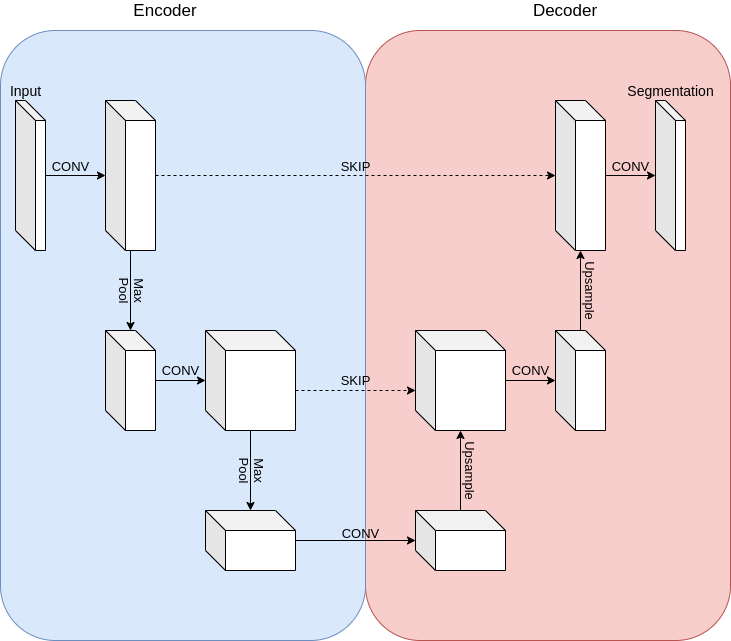 Encoder
Decoder
Input
Segmentation
CONV
SKIP
CONV
Max
Pool
Upsample
CONV
SKIP
CONV
Max
Pool
Upsample
CONV